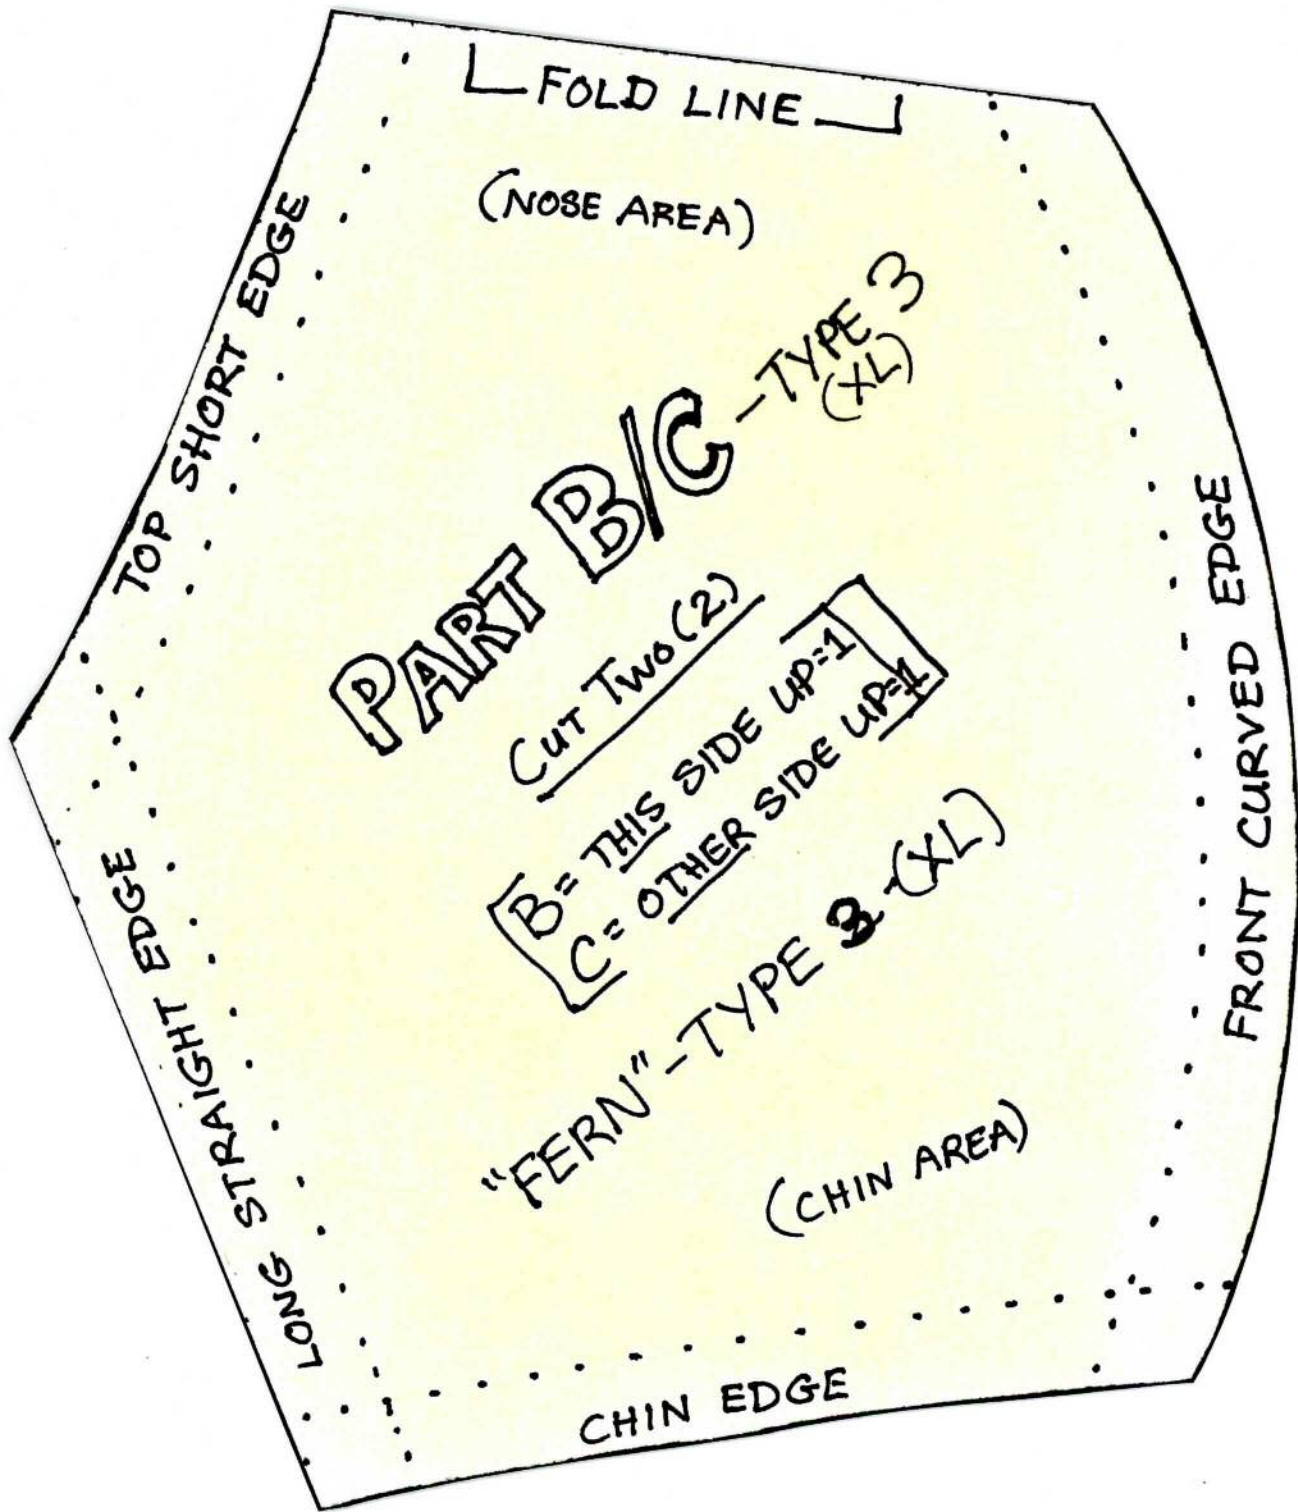 FOLD LINE
(NOSE AREA)
TOP SHORT EDGE
PART B/C -TYPE 3
(XL)
CUT TWO (2)
B= THIS SIDE UP=1
C= OTHER SIDE UP=1
"FERN"-TYPE 3-(XL)
(CHIN AREA)
LONG STRAIGHT EDGE
FRONT CURVED EDGE
CHIN EDGE